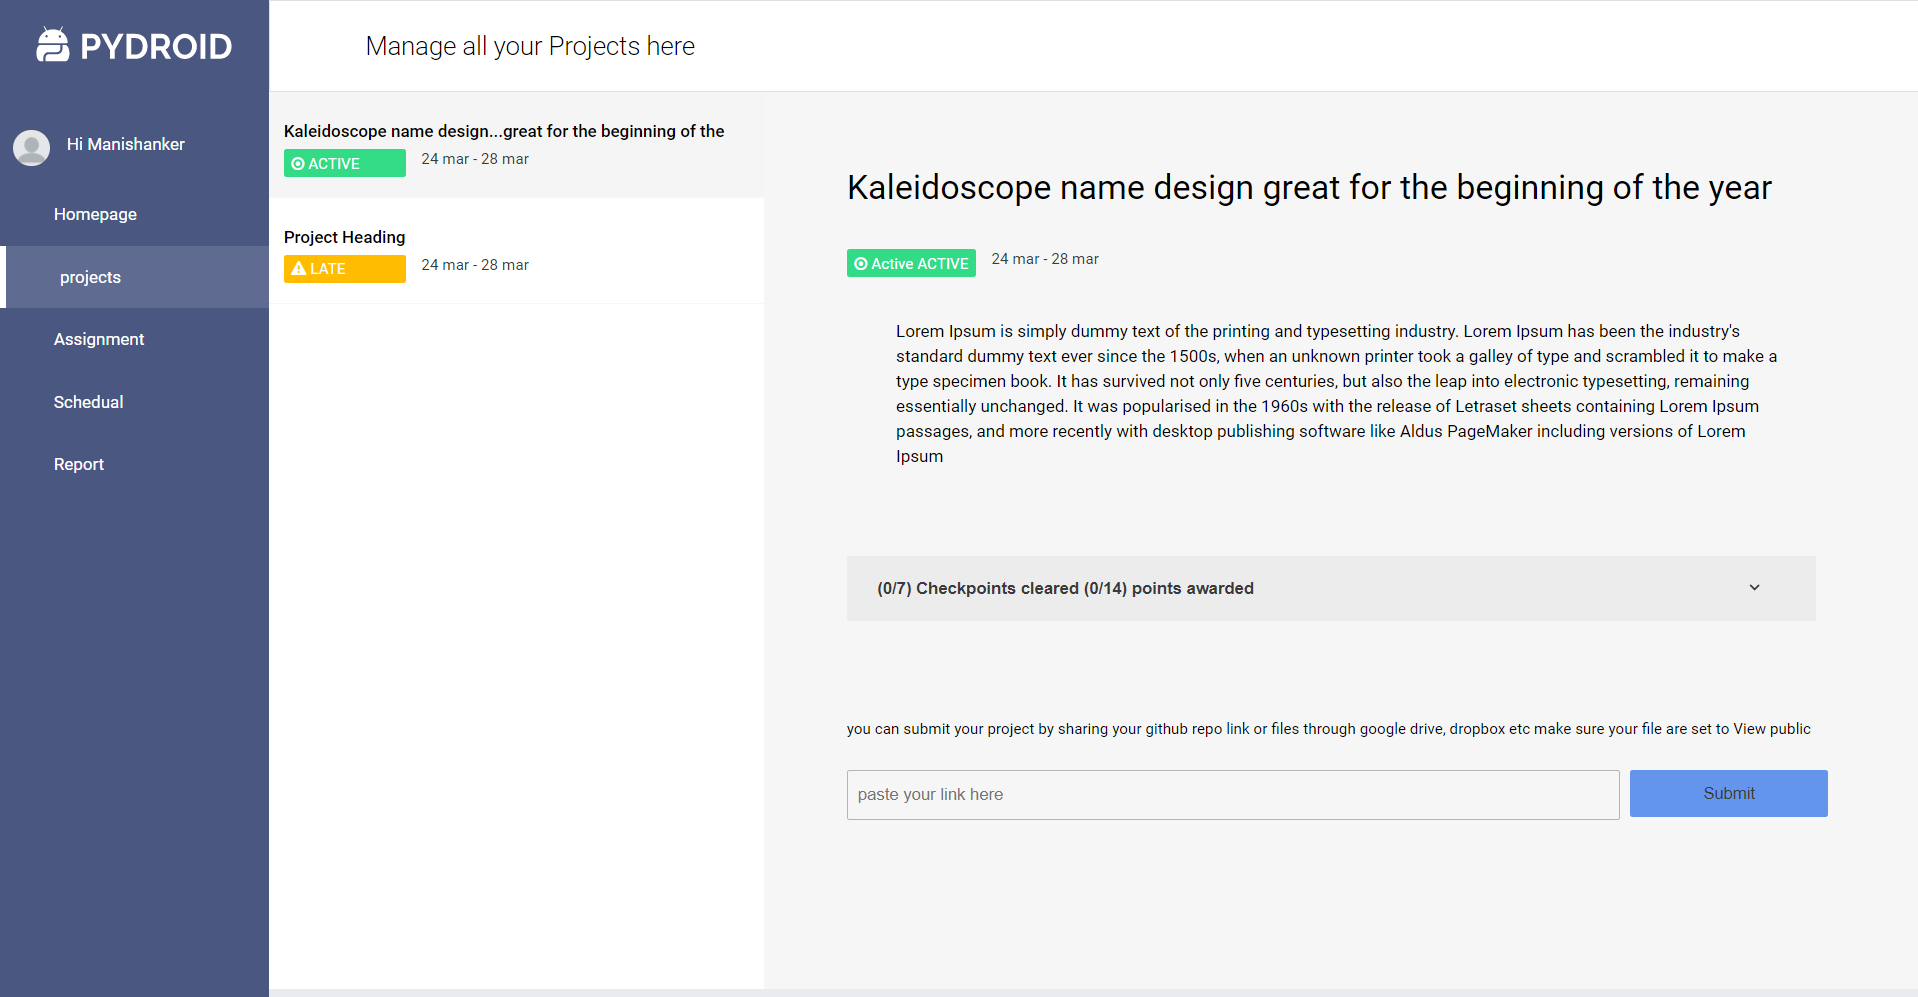 PYDROID
Manage all your Projects here
Hi Manishanker
Homepage
projects
Assignment
Schedual
Report
Kaleidoscope name design...great for the beginning of the
ACTIVE 24 mar - 28 mar
Project Heading
LATE 24 mar - 28 mar
Kaleidoscope name design great for the beginning of the year
Active ACTIVE 24 mar - 28 mar
Lorem Ipsum is simply dummy text of the printing and typesetting industry. Lorem Ipsum has been the industry's
standard dummy text ever since the 1500s, when an unknown printer took a galley of type and scrambled it to make a
type specimen book. It has survived not only five centuries, but also the leap into electronic typesetting, remaining
essentially unchanged. It was popularised in the 1960s with the release of Letraset sheets containing Lorem Ipsum
passages, and more recently with desktop publishing software like Aldus PageMaker including versions of Lorem
Ipsum
(0/7) Checkpoints cleared (0/14) points awarded
you can submit your project by sharing your github repo link or files through google drive, dropbox etc make sure your file are set to View public
paste your link here
Submit